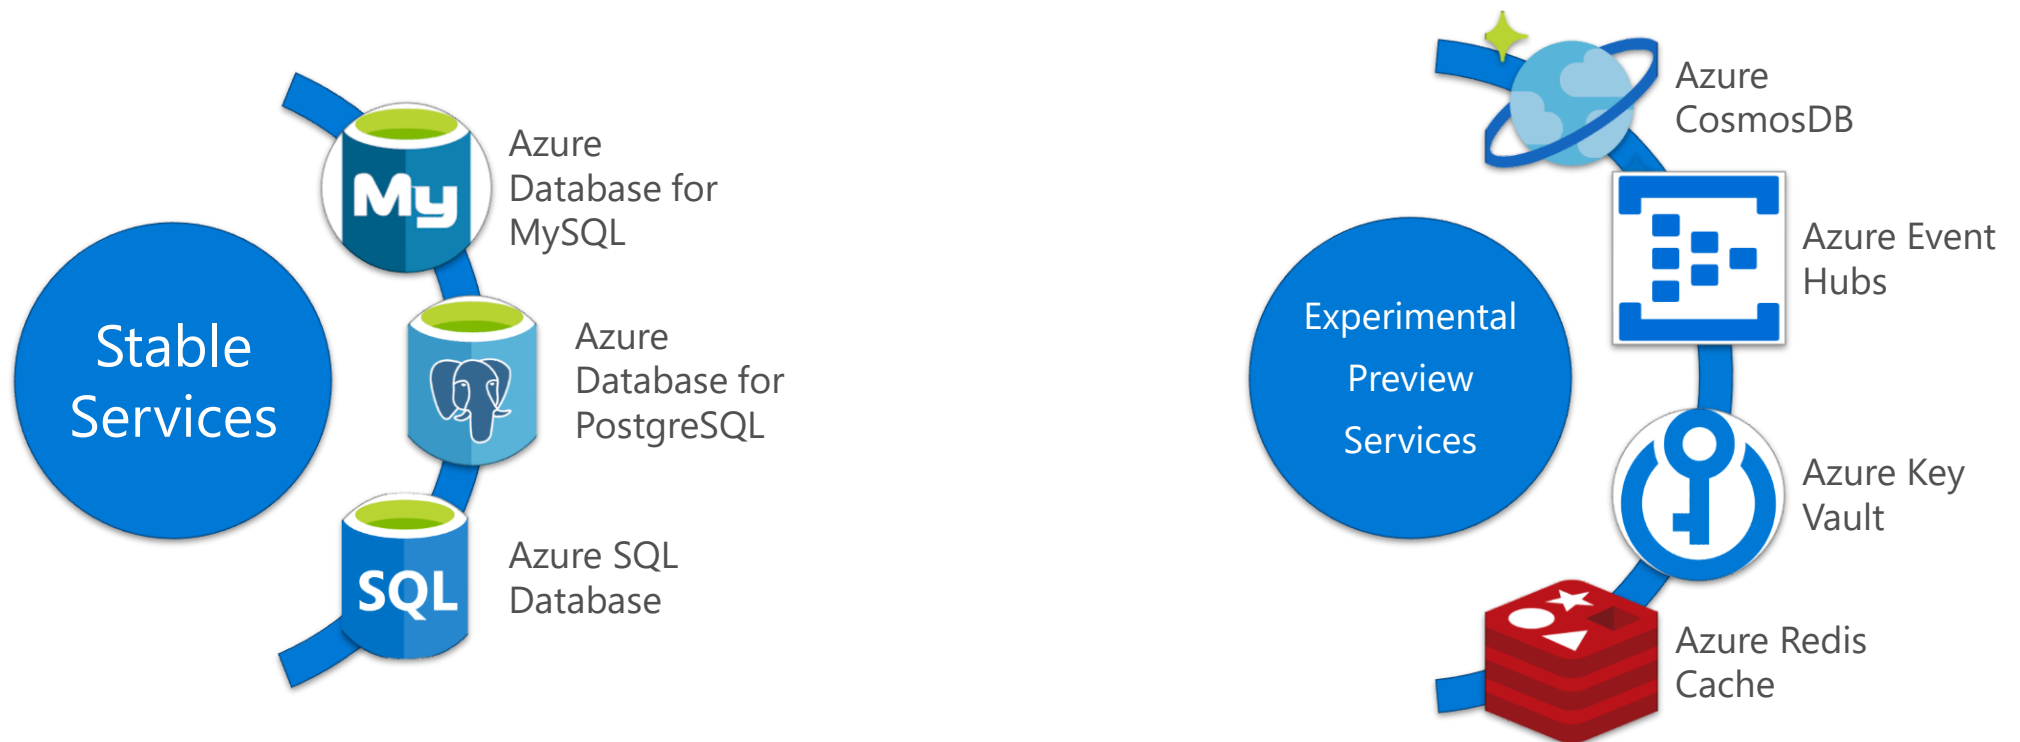 Stable
Services
My
Azure
Database for
MySQL
Azure
Database for
PostgreSQL
SQL
Azure SQL
Database
Experimental
Preview
Services
Azure
CosmosDB
Azure Event
Hubs
Azure Key
Vault
Azure Redis
Cache